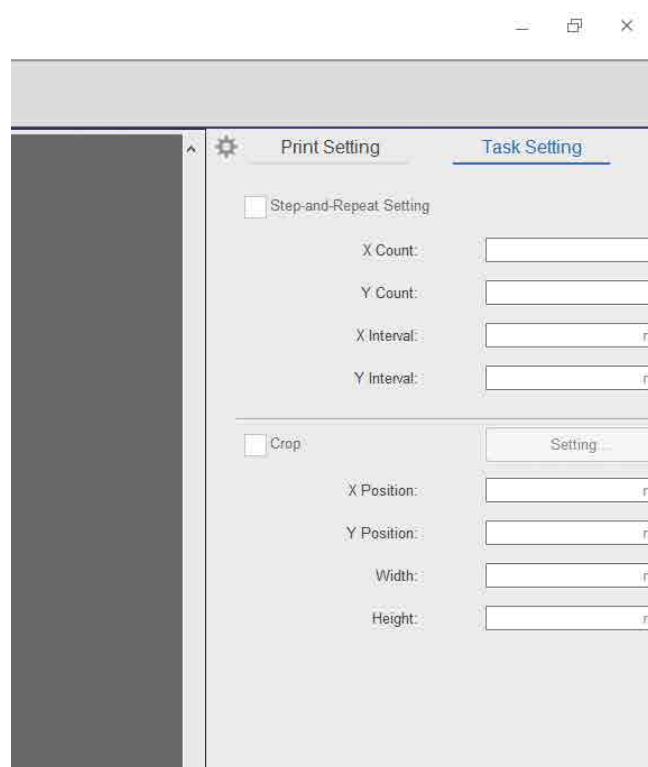 Print Setting Task Setting
Step-and-Repeat Setting
X Count:
Y Count:
X Interval:
Y Interval:
Crop Setting...
X Position:
Y Position:
Width:
Height: